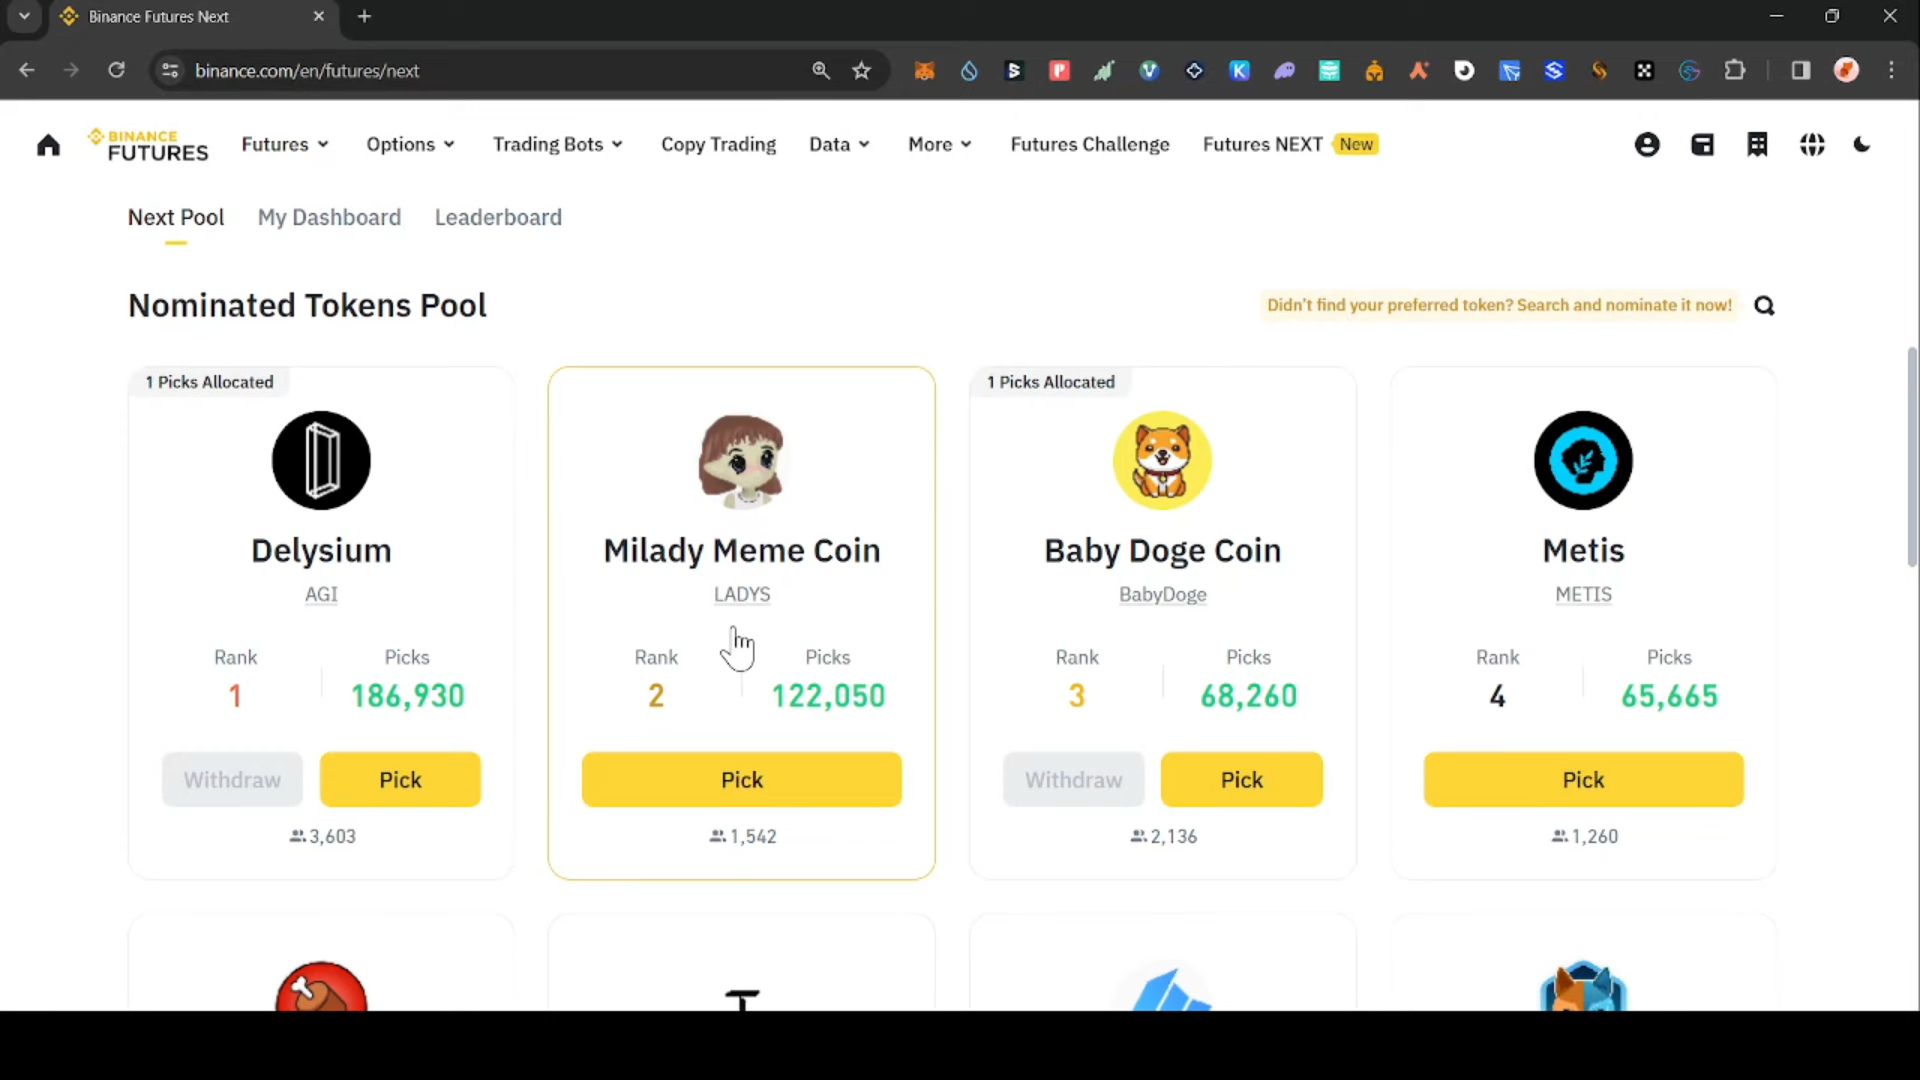 Binance Futures Next
binance.com/en/futures/next
BINANCE
FUTURES
Futures
Options
Trading Bots
Copy Trading
Data
More
Futures Challenge
Futures NEXT New
Next Pool
My Dashboard
Leaderboard
Nominated Tokens Pool
Didn't find your preferred token? Search and nominate it now!
1 Picks Allocated
Delysium
AGI
Rank
Picks
1
186,930
Withdraw
Pick
3,603
Milady Meme Coin
LADYS
Rank
Picks
2
122,050
Pick
1,542
1 Picks Allocated
Baby Doge Coin
BabyDoge
Rank
Picks
3
68,260
Withdraw
Pick
2,136
Metis
METIS
Rank
Picks
4
65,665
Pick
1,260